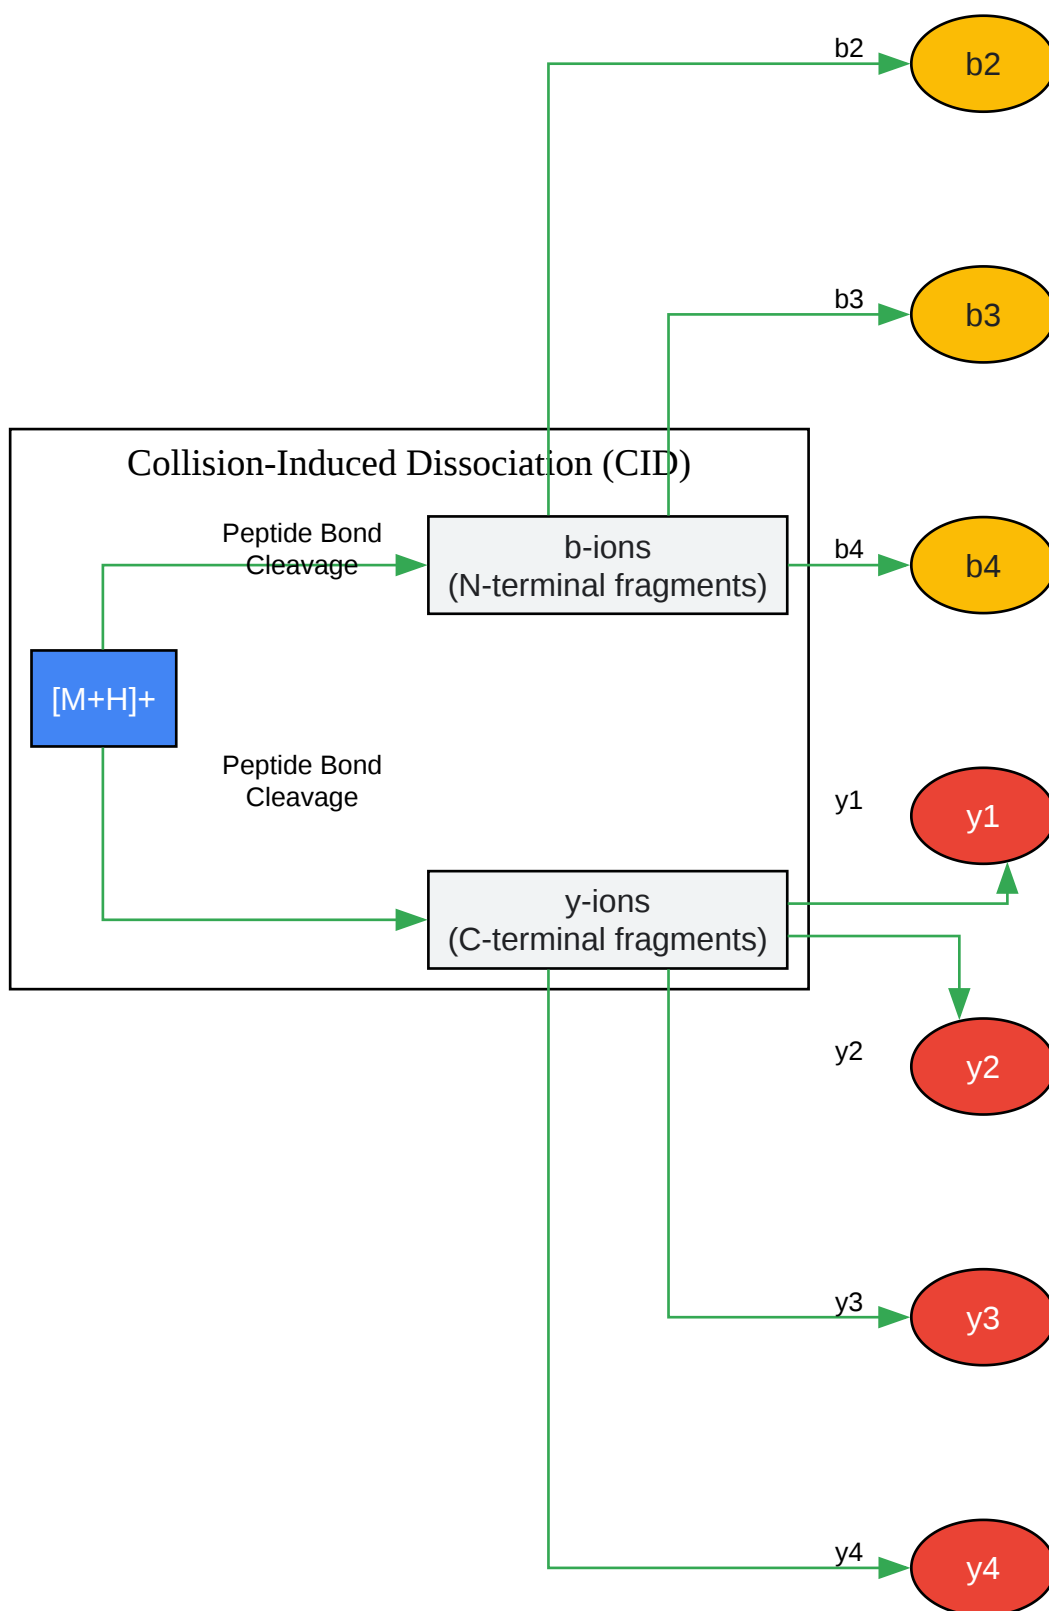 b2
b2
b3
b3
Collision-Induced Dissociation (CID)
Peptide Bond
Cleavage
b-ions
(N-terminal fragments)
b4
b4
[M+H]+
Peptide Bond
Cleavage
y1
y1
y-ions
(C-terminal fragments)
y2
y2
y3
y3
y4
y4